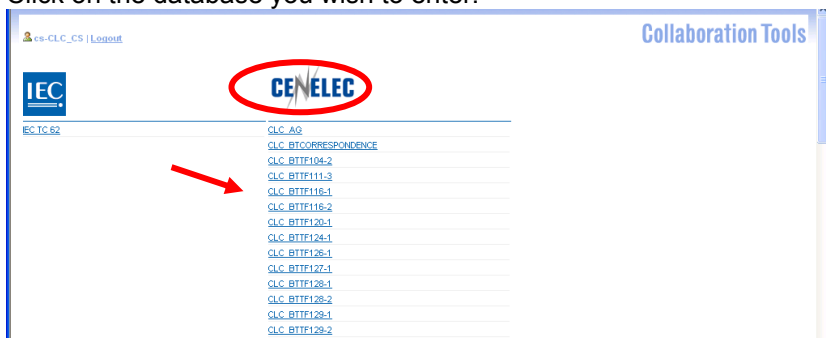 Click on the database you wish to enter.
cs-CLC_CS | Logout
Collaboration Tools
IEC
CENELEC
IEC TC 62
CLC_AG
CLC_BTCORRESPONDENCE
CLC_BTTF104-2
CLC_BTTF111-3
CLC_BTTF116-1
CLC_BTTF116-2
CLC_BTTF120-1
CLC_BTTF124-1
CLC_BTTF126-1
CLC_BTTF127-1
CLC_BTTF128-1
CLC_BTTF128-2
CLC_BTTF129-1
CLC_BTTF129-2